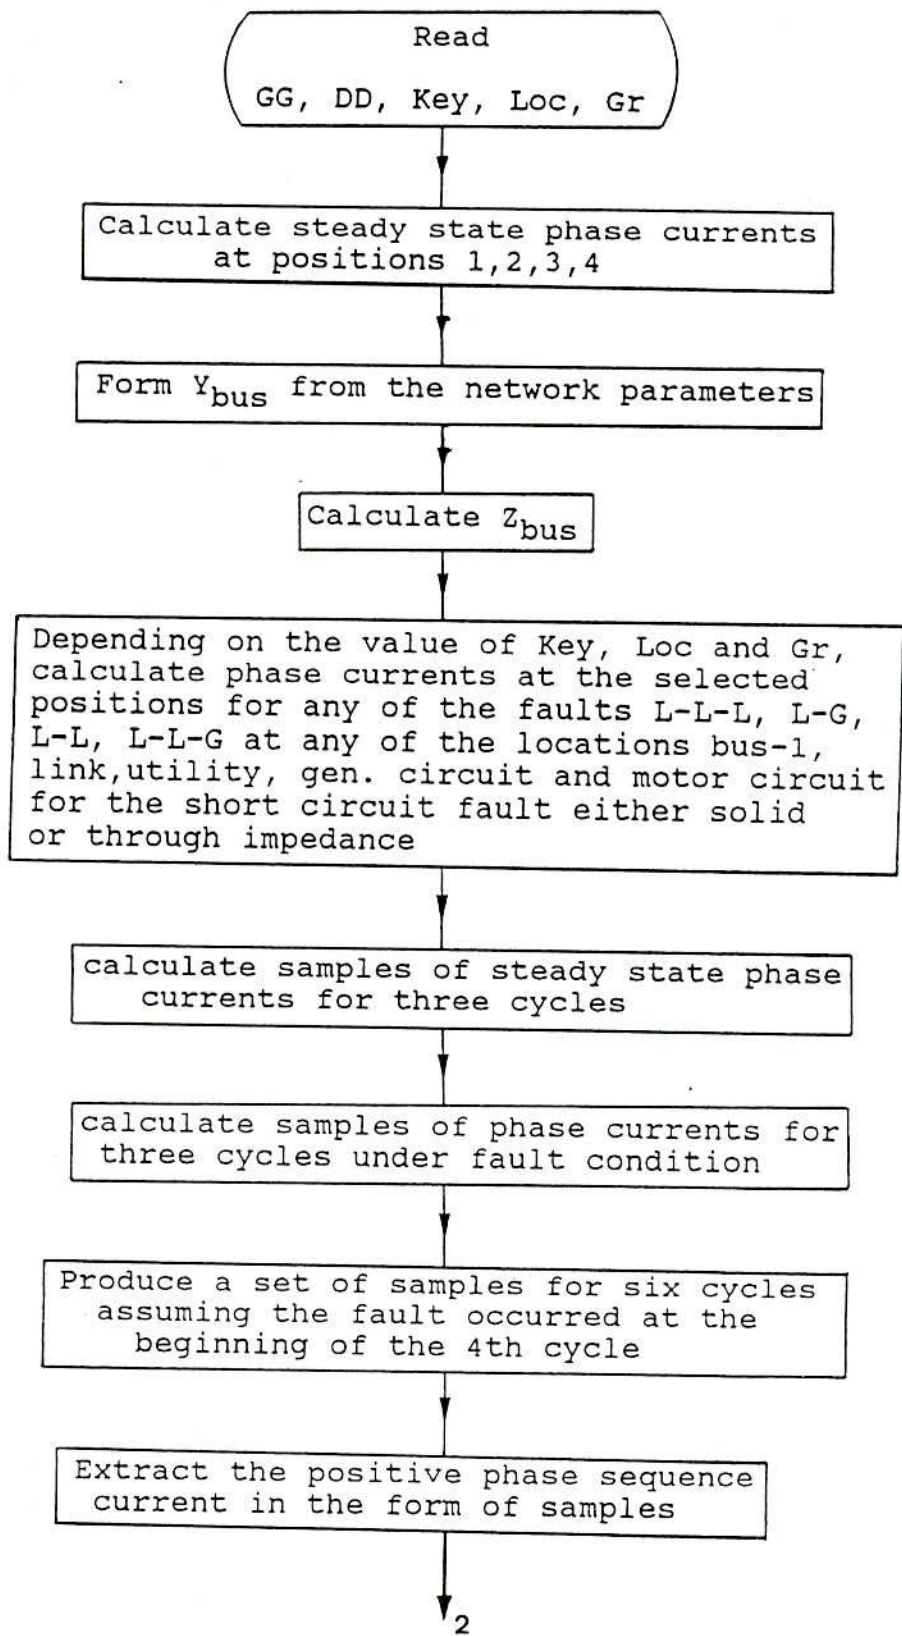 Read
GG, DD, Key, Loc, Gr
Calculate steady state phase currents
at positions 1,2,3,4
Form Ybus from the network parameters
Calculate Zbus
Depending on the value of Key, Loc and Gr,
calculate phase currents at the selected
positions for any of the faults L-L-L, L-G,
L-L, L-L-G at any of the locations bus-1,
link,utility, gen. circuit and motor circuit
for the short circuit fault either solid
or through impedance
calculate samples of steady state phase
currents for three cycles
calculate samples of phase currents for
three cycles under fault condition
Produce a set of samples for six cycles
assuming the fault occurred at the
beginning of the 4th cycle
Extract the positive phase sequence
current in the form of samples
2